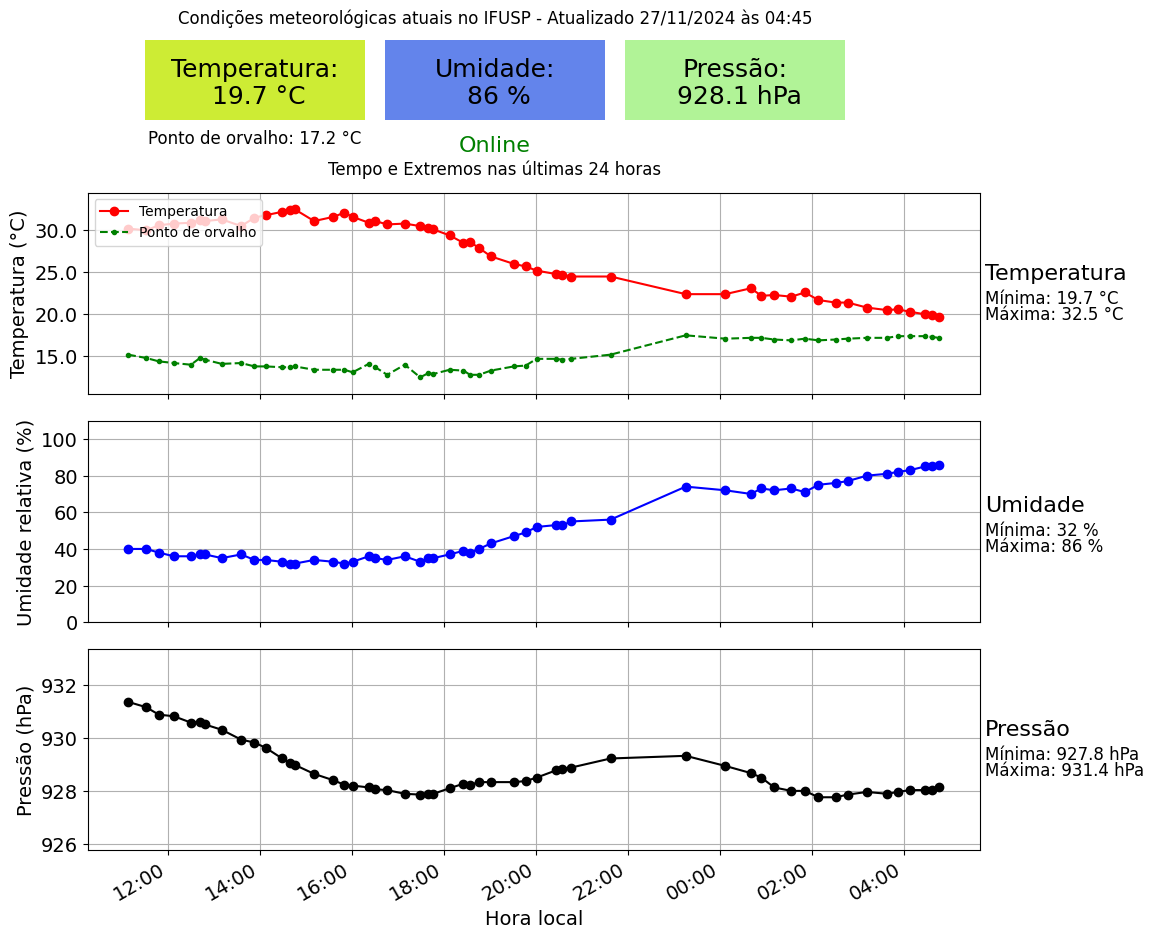 Condições meteorológicas atuais no IFUSP - Atualizado 27/11/2024 às 04:45
Temperatura:
19.7 °C
Umidade:
86 %
Pressão:
928.1 hPa
Ponto de orvalho: 17.2 °C
Online
Tempo e Extremos nas últimas 24 horas
Temperatura (°C)
30.0
25.0
20.0
15.0
Temperatura
Ponto de orvalho
Temperatura
Mínima: 19.7 °C
Máxima: 32.5 °C
Umidade relativa (%)
100
80
60
40
20
0
Umidade
Mínima: 32 %
Máxima: 86 %
Pressão (hPa)
932
930
928
926
Pressão
Mínima: 927.8 hPa
Máxima: 931.4 hPa
12:00
14:00
16:00
18:00
20:00
22:00
00:00
02:00
04:00
Hora local